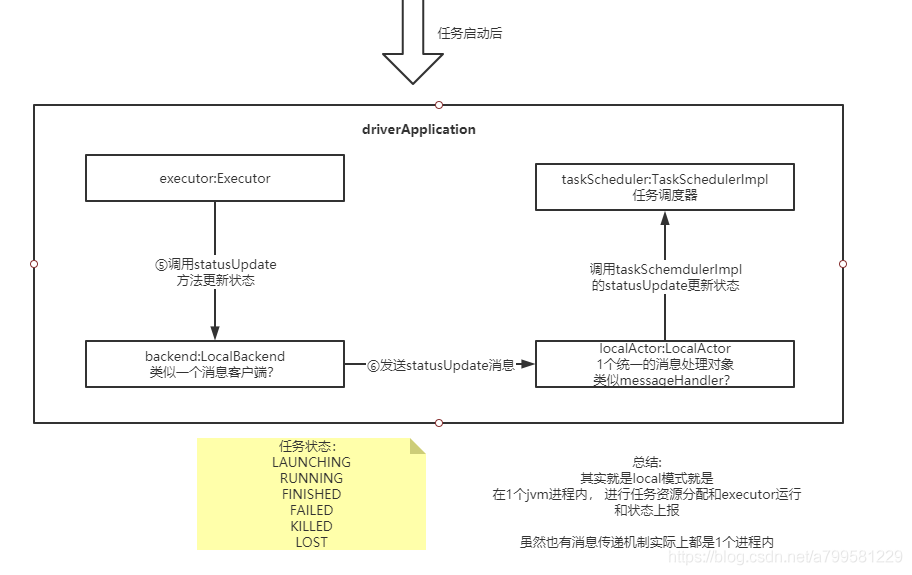 任务启动后
driverApplication
executor:Executor
taskScheduler:TaskSchedulerImpl
任务调度器
⑤调用statusUpdate
方法更新状态
调用taskSchemdulerImpl
的statusUpdate更新状态
backend:LocalBackend
类似一个消息客户端？
⑥发送statusUpdate消息
localActor:LocalActor
1个统一的消息处理对象
类似messageHandler？
任务状态：
LAUNCHING
RUNNING
FINISHED
FAILED
KILLED
LOST
总结：
其实就是local模式就是
在1个jvm进程内， 进行任务资源分配和executor运行
和状态上报
虽然也有消息传递机制实际上都是1个进程内
https://blog.csdn.net/a799581229